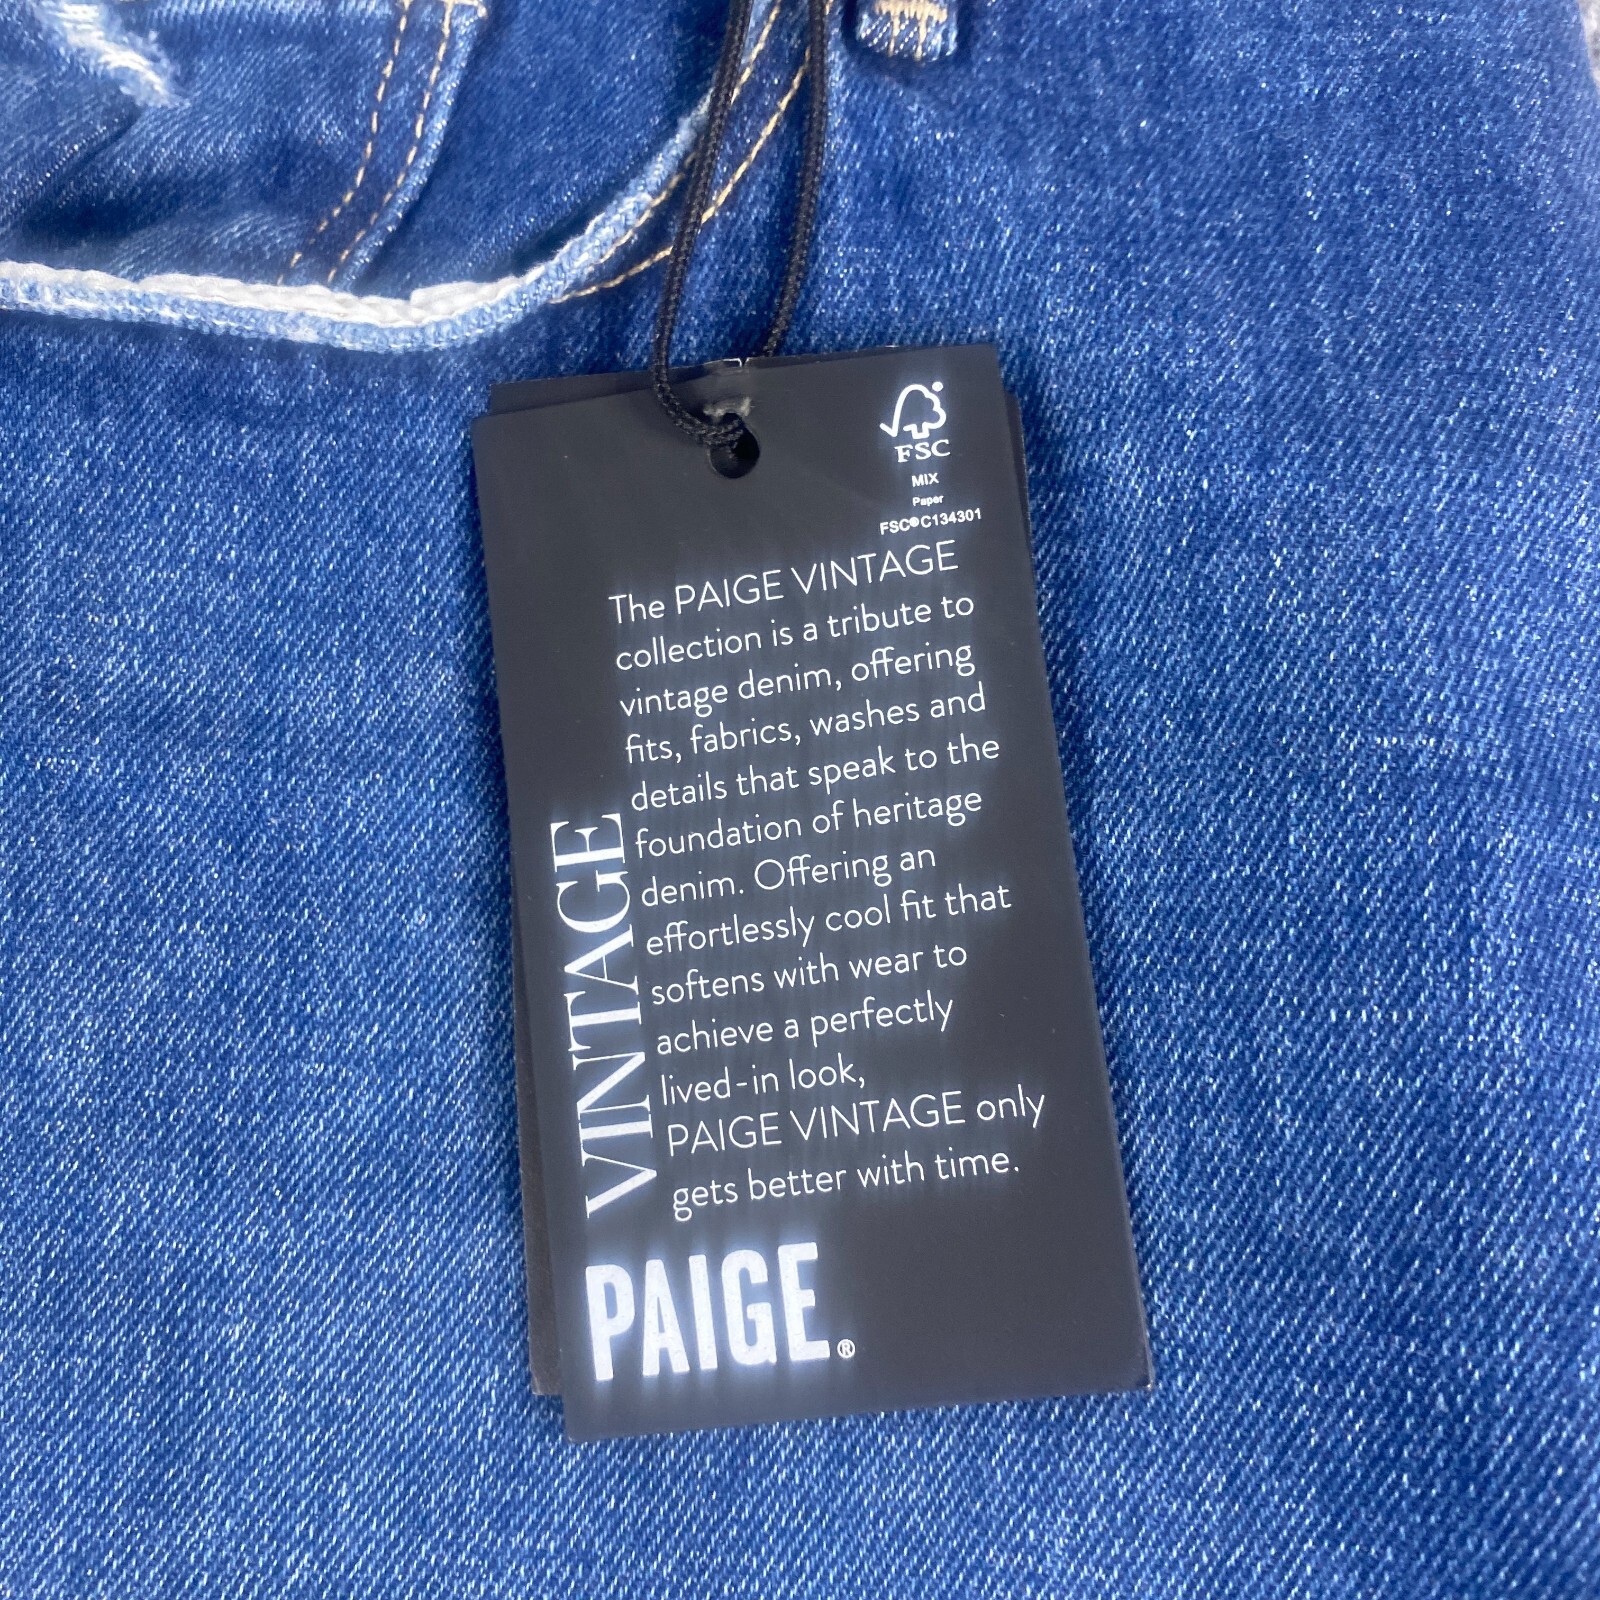 FSC
MIX
Paper
FSC® C134301
The PAIGE VINTAGE
collection is a tribute to
vintage denim, offering
fits, fabrics, washes and
details that speak to the
foundation of heritage
denim. Offering an
effortlessly cool fit that
softens with wear to
achieve a perfectly
lived-in look,
PAIGE VINTAGE only
gets better with time.
VINTAGE
PAIGE®